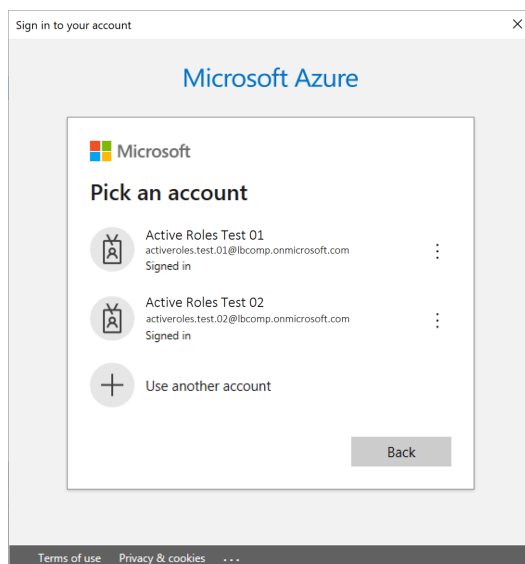 Sign in to your account
Microsoft Azure
Microsoft
Pick an account
Active Roles Test 01
activeroles.test.01@lbcomp.onmicrosoft.com
Signed in
Active Roles Test 02
activeroles.test.02@lbcomp.onmicrosoft.com
Signed in
Use another account
Back
Terms of use Privacy & cookies ...